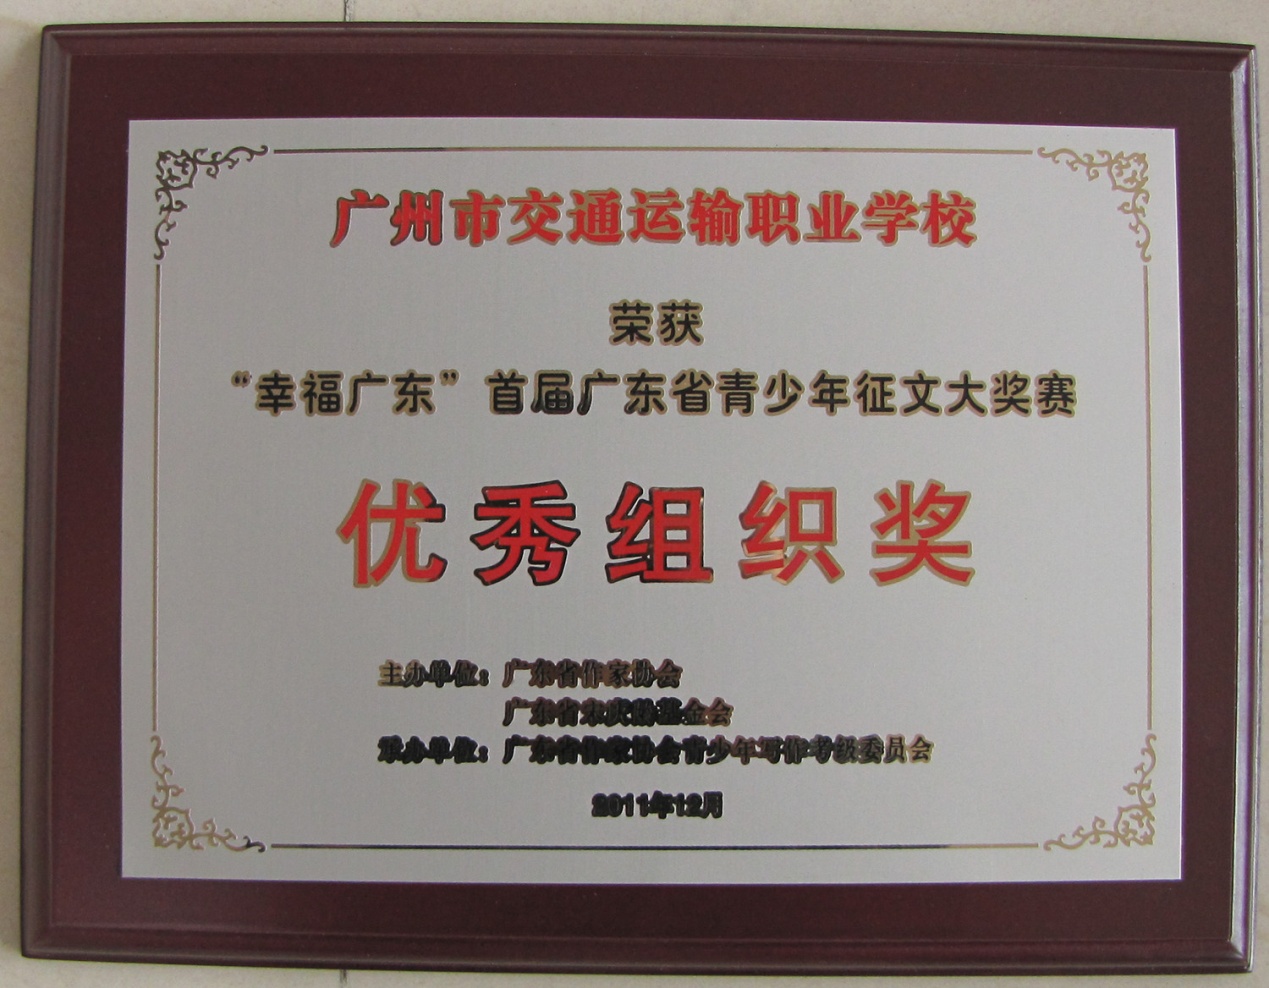 广州市交通运输职业学校
荣获
“幸福广东” 首届广东省青少年征文大奖赛
优秀组织奖
主办单位：广东省作家协会
广东省宋庆龄基金会
承办单位：广东省作家协会青少年写作考级委员会
2011年12月